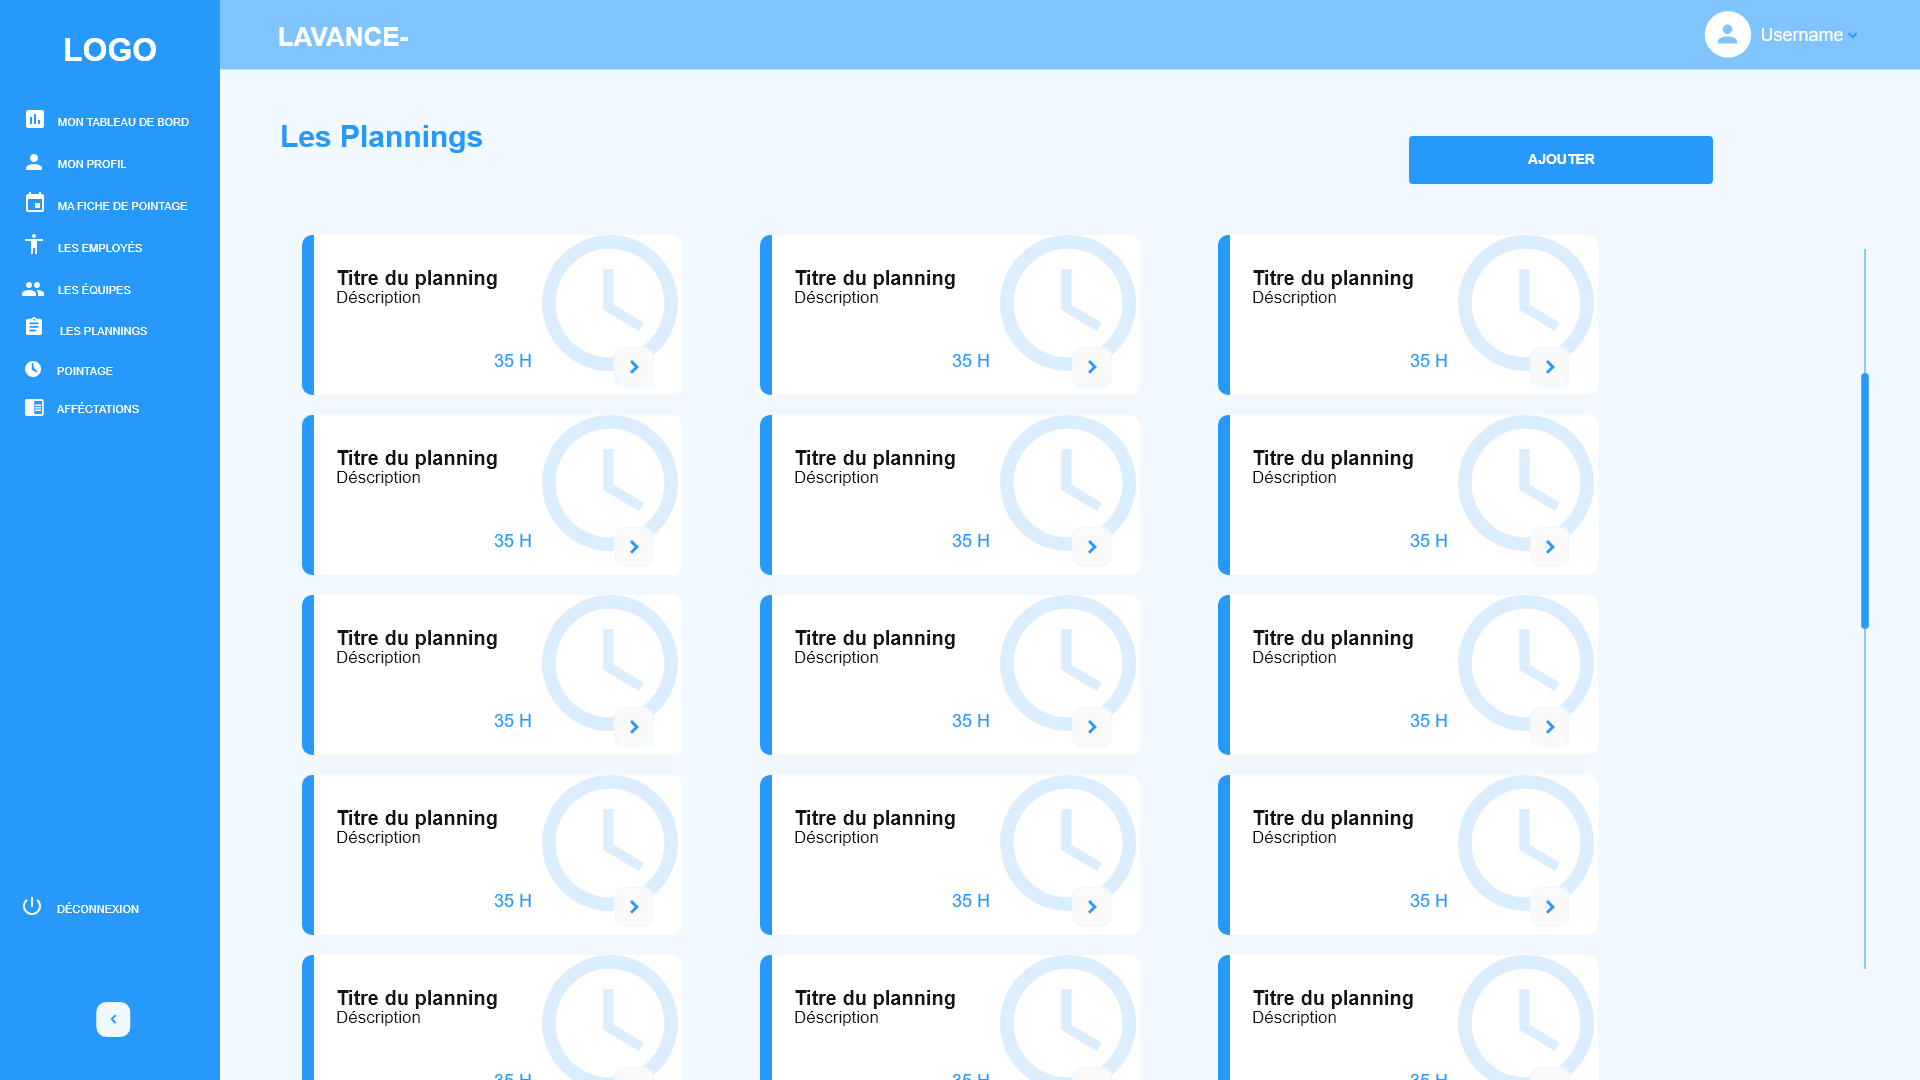 LOGO
MON TABLEAU DE BORD
MON PROFIL
MA FICHE DE POINTAGE
LES EMPLOYÉS
LES ÉQUIPES
LES PLANNINGS
POINTAGE
AFFÉCTATIONS
DÉCONNEXION
LAVANCE-
Username
Les Plannings
AJOUTER
Titre du planning
Déscription
35 H
Titre du planning
Déscription
35 H
Titre du planning
Déscription
35 H
Titre du planning
Déscription
35 H
Titre du planning
Déscription
35 H
Titre du planning
Déscription
35 H
Titre du planning
Déscription
35 H
Titre du planning
Déscription
35 H
Titre du planning
Déscription
35 H
Titre du planning
Déscription
35 H
Titre du planning
Déscription
35 H
Titre du planning
Déscription
35 H
Titre du planning
Déscription
35 H
Titre du planning
Déscription
35 H
Titre du planning
Déscription
35 H